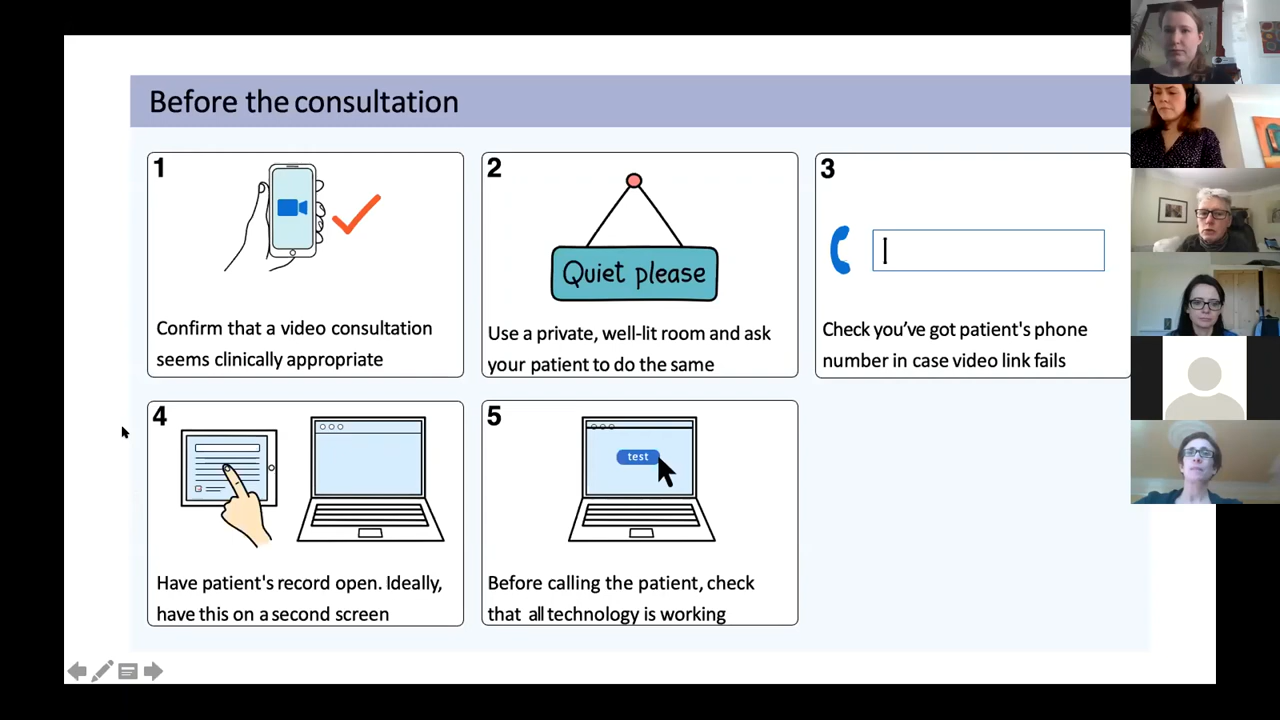 Before the consultation
1
Confirm that a video consultation
seems clinically appropriate
2
Quiet please
Use a private, well-lit room and ask
your patient to do the same
3
Check you've got patient's phone
number in case video link fails
4
Have patient's record open. Ideally,
have this on a second screen
5
test
Before calling the patient, check
that all technology is working